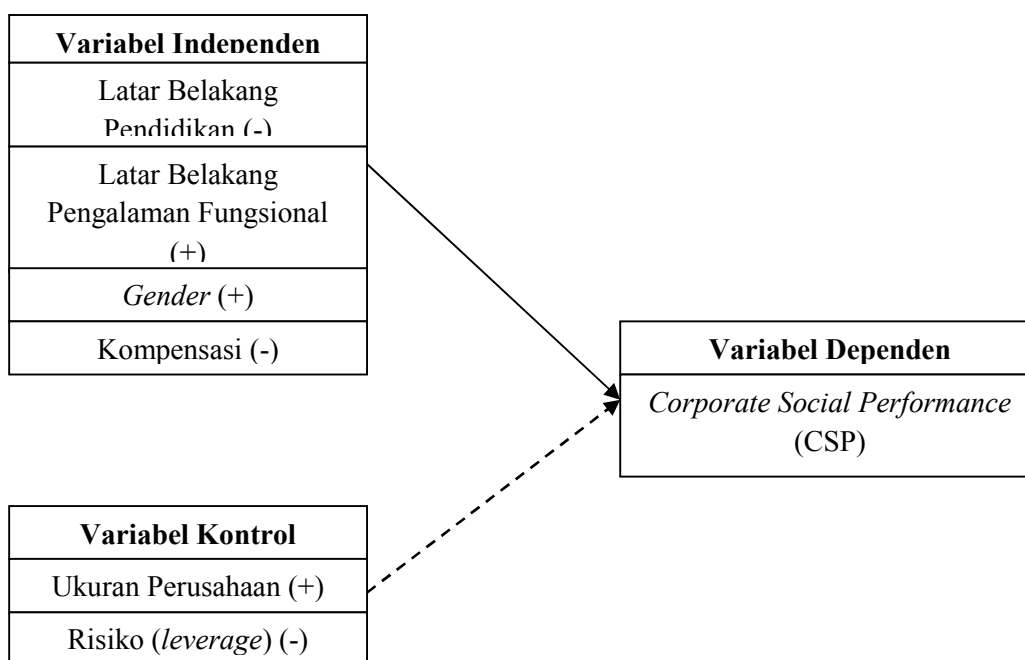 Variabel Independen
Latar Belakang
Pendidikan (-)
Latar Belakang
Pengalaman Fungsional
(+)
Gender (+)
Kompensasi (-)
Variabel Dependen
Corporate Social Performance
(CSP)
Variabel Kontrol
Ukuran Perusahaan (+)
Risiko (leverage) (-)